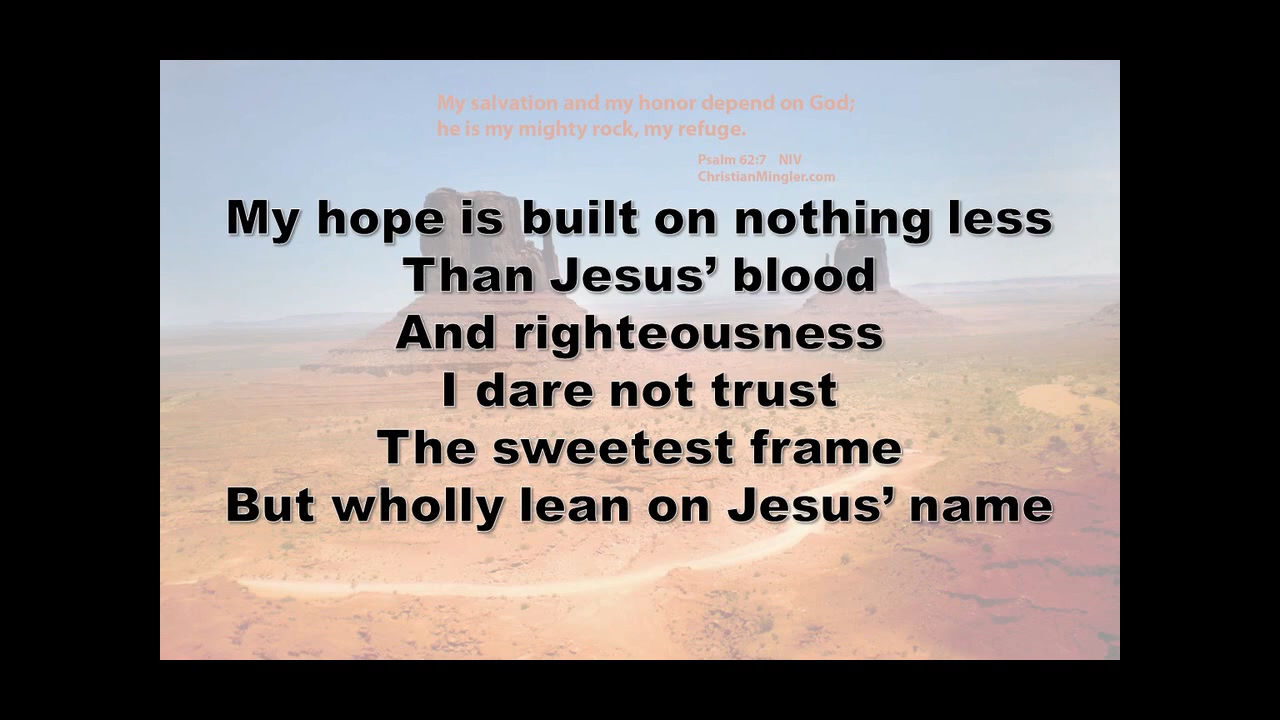 My salvation and my honor depend on God;
he is my mighty rock, my refuge.
Psalm 62:7 NIV
ChristianMingler.com
My hope is built on nothing less
Than Jesus’ blood
And righteousness
I dare not trust
The sweetest frame
But wholly lean on Jesus’ name